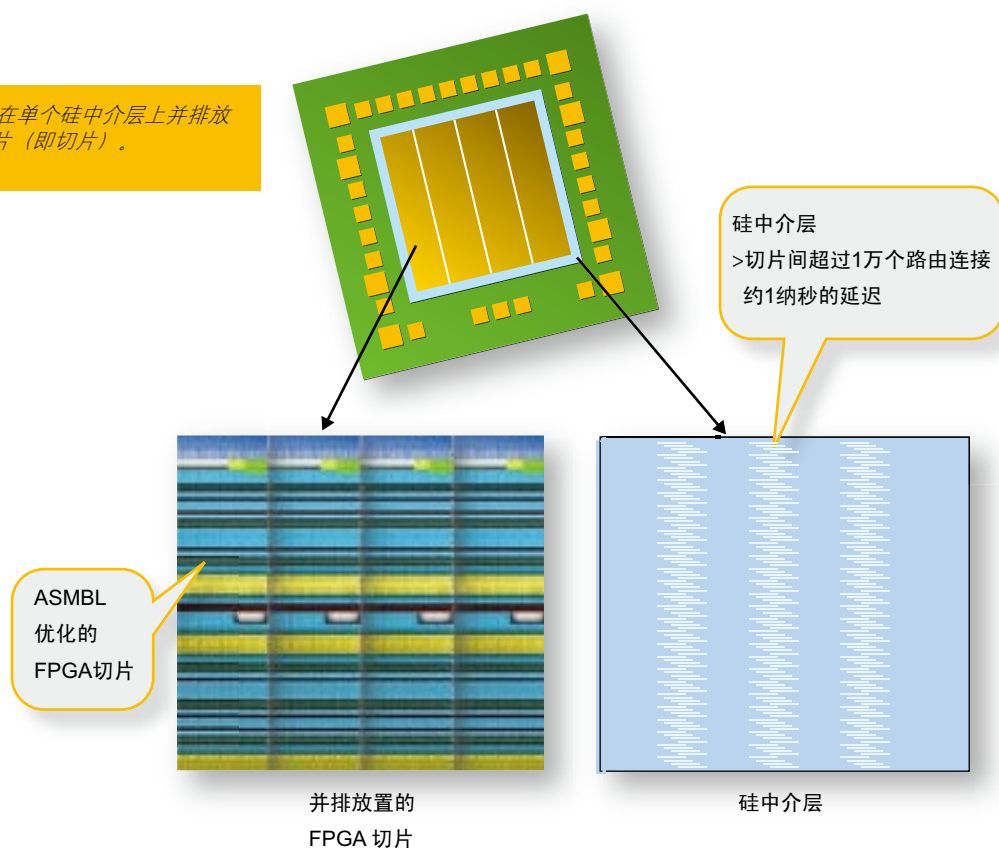 在单个硅中介层上并排放
片（即切片）。
硅中介层
>切片间超过1万个路由连接
约1纳秒的延迟
ASMBL
优化的
FPGA切片
并排放置的
FPGA 切片
硅中介层